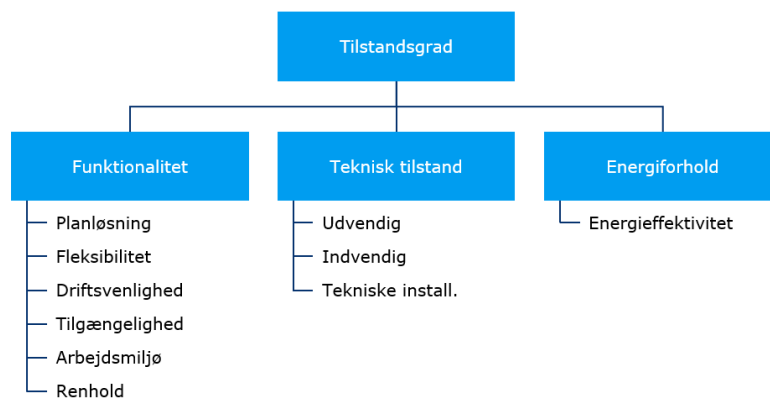 Tilstandsgrad
Funktionalitet
Planløsning
Fleksibilitet
Driftsvenlighed
Tilgængelighed
Arbejdsmiljø
Renhold
Teknisk tilstand
Udvendig
Indvendig
Tekniske install.
Energiforhold
Energieffektivitet